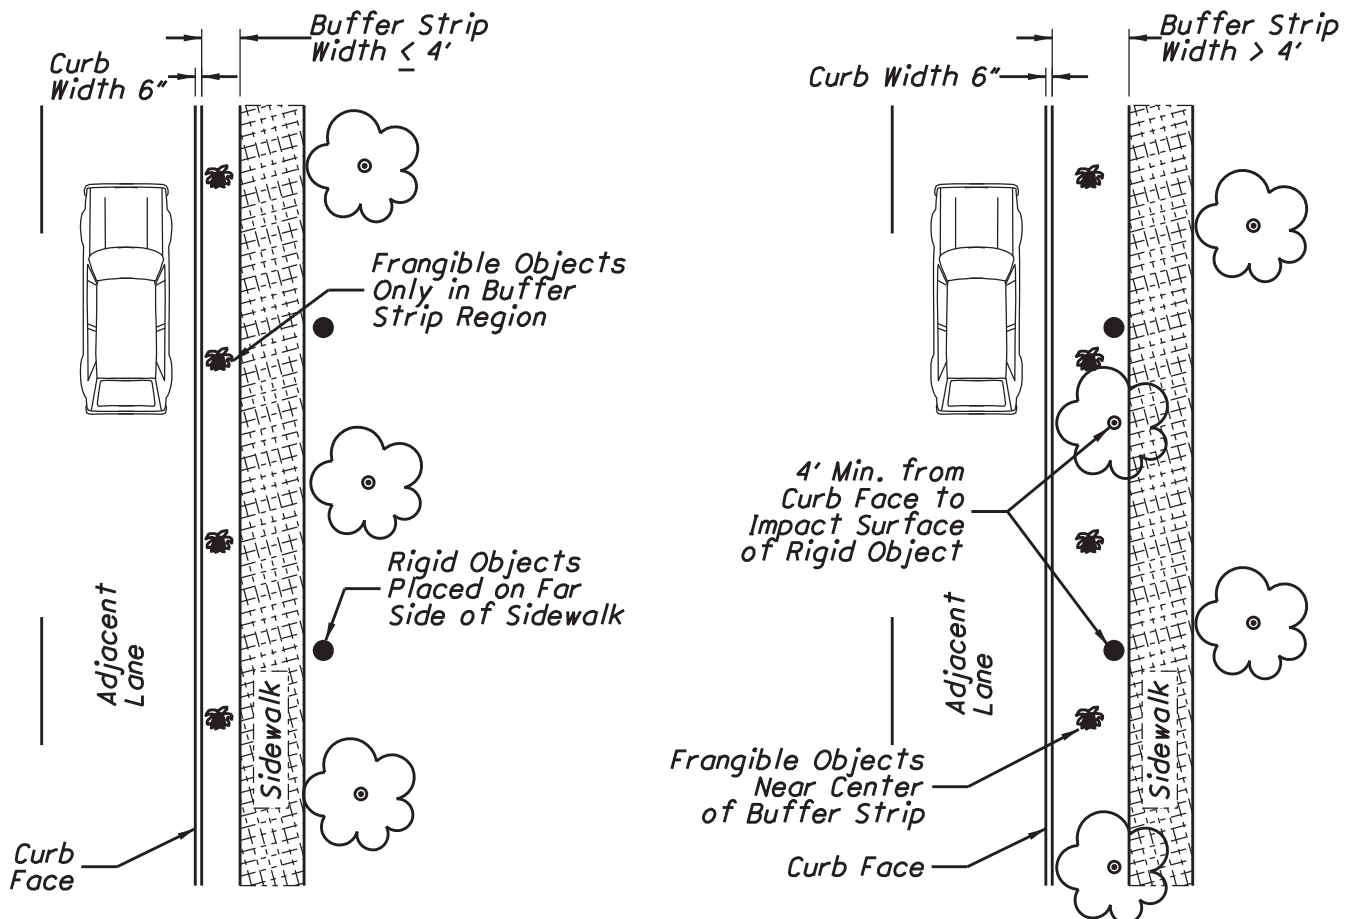 Buffer Strip
Width ≤ 4'
Curb
Width 6"
Frangible Objects
Only in Buffer
Strip Region
Rigid Objects
Placed on Far
Side of Sidewalk
Adjacent
Lane
Sidewalk
Curb
Face
Buffer Strip
Width > 4'
Curb Width 6"
4' Min. from
Curb Face to
Impact Surface
of Rigid Object
Adjacent
Lane
Sidewalk
Frangible Objects
Near Center
of Buffer Strip
Curb Face